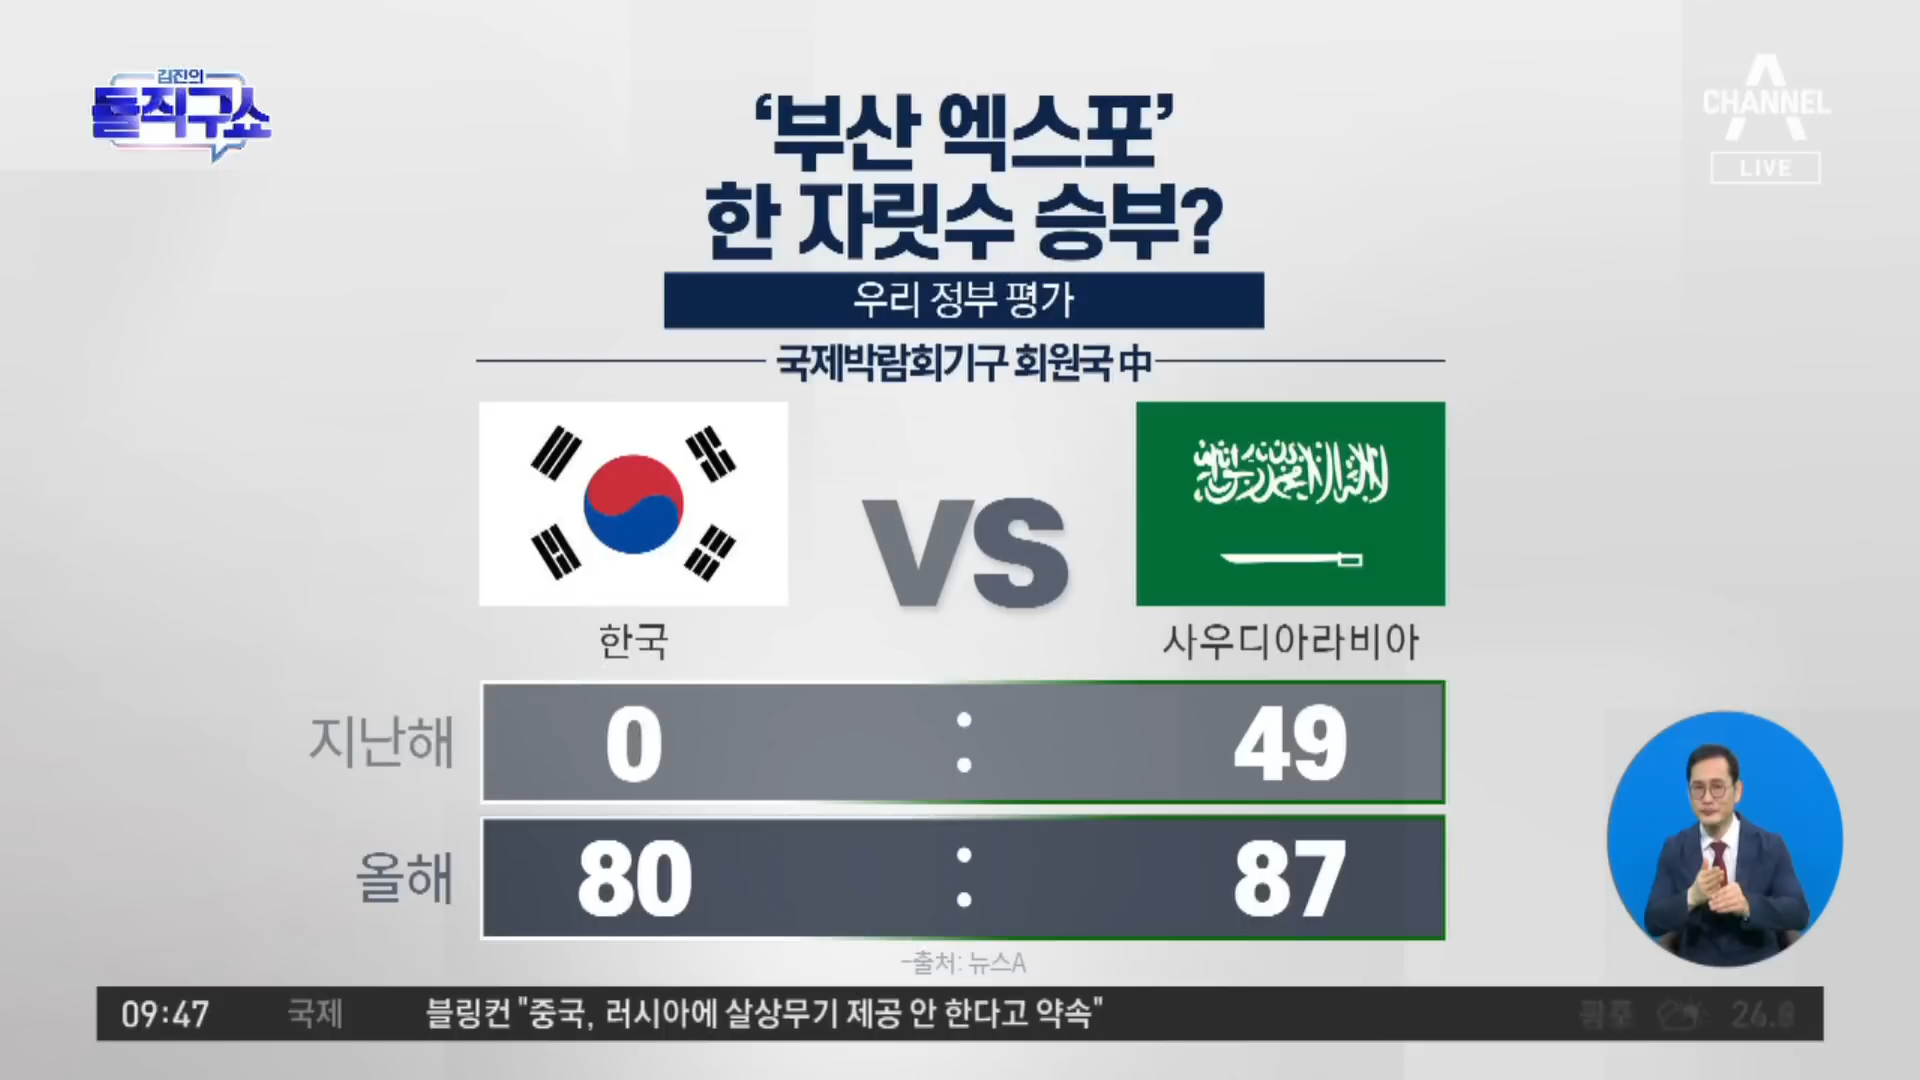 김진의
돌직구쇼
CHANNEL A
LIVE
‘부산 엑스포’
한 자릿수 승부?
우리 정부 평가
국제박람회기구 회원국 中
VS
한국
사우디아라비아
지난해 0 : 49
올해 80 : 87
-출처: 뉴스A
09:47 국제 블링컨 "중국, 러시아에 살상무기 제공 안 한다고 약속"